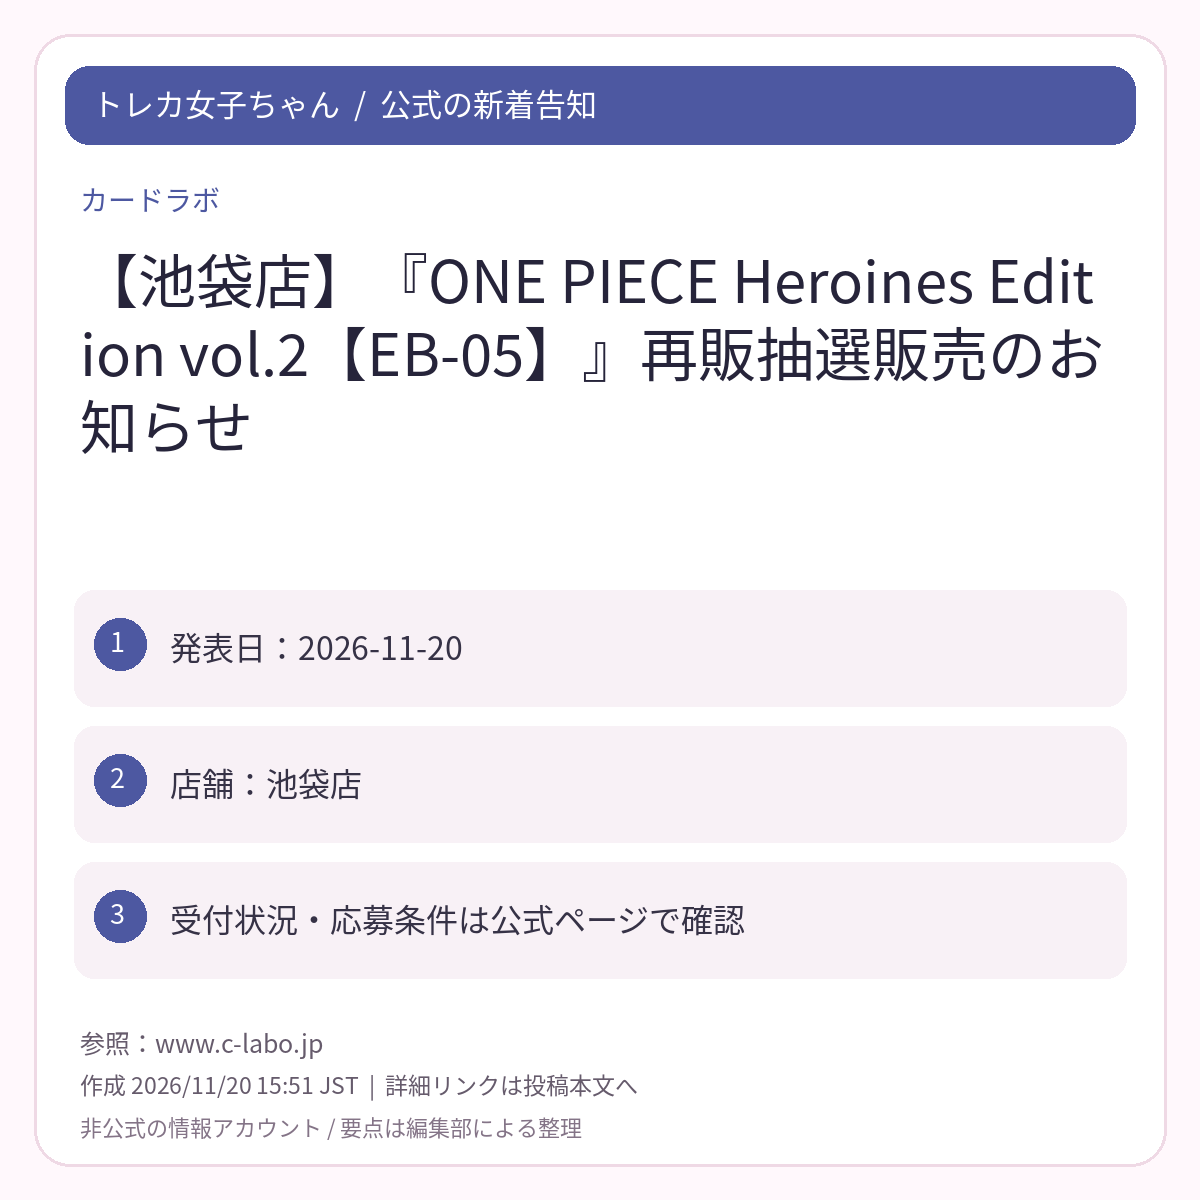 トレカ女子ちゃん / 公式の新着告知
カードラボ
【池袋店】『ONE PIECE Heroines Edit
ion vol.2【EB-05】』再販抽選販売のお
知らせ
1 発表日：2026-11-20
2 店舗：池袋店
3 受付状況・応募条件は公式ページで確認
参照：www.c-labo.jp
作成 2026/11/20 15:51 JST｜詳細リンクは投稿本文へ
非公式の情報アカウント / 要点は編集部による整理